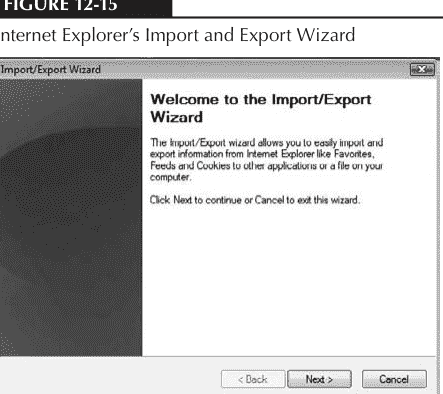 FIGURE 12-15
nternet Explorer's Import and Export Wizard
Import/Export Wizard
Welcome to the Import/Export
Wizard
The Import/Export wizard allows you to easily import and
export information from Internet Explorer like Favorites,
Feeds and Cookies to other applications or a file on your
computer.
Click Next to continue or Cancel to exit this wizard.
< Back
Next >
Cancel